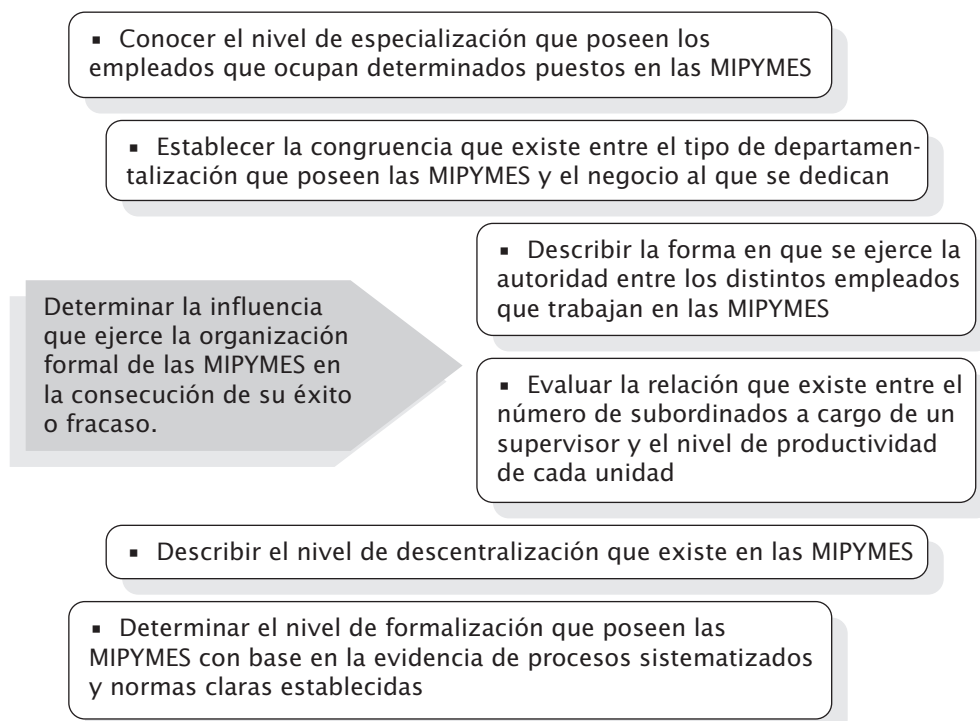 ▪ Conocer el nivel de especialización que poseen los
empleados que ocupan determinados puestos en las MIPYMES
▪ Establecer la congruencia que existe entre el tipo de departamen-
talización que poseen las MIPYMES y el negocio al que se dedican
Determinar la influencia
que ejerce la organización
formal de las MIPYMES en
la consecución de su éxito
o fracaso.
▪ Describir la forma en que se ejerce la
autoridad entre los distintos empleados
que trabajan en las MIPYMES
▪ Evaluar la relación que existe entre el
número de subordinados a cargo de un
supervisor y el nivel de productividad
de cada unidad
▪ Describir el nivel de descentralización que existe en las MIPYMES
▪ Determinar el nivel de formalización que poseen las
MIPYMES con base en la evidencia de procesos sistematizados
y normas claras establecidas